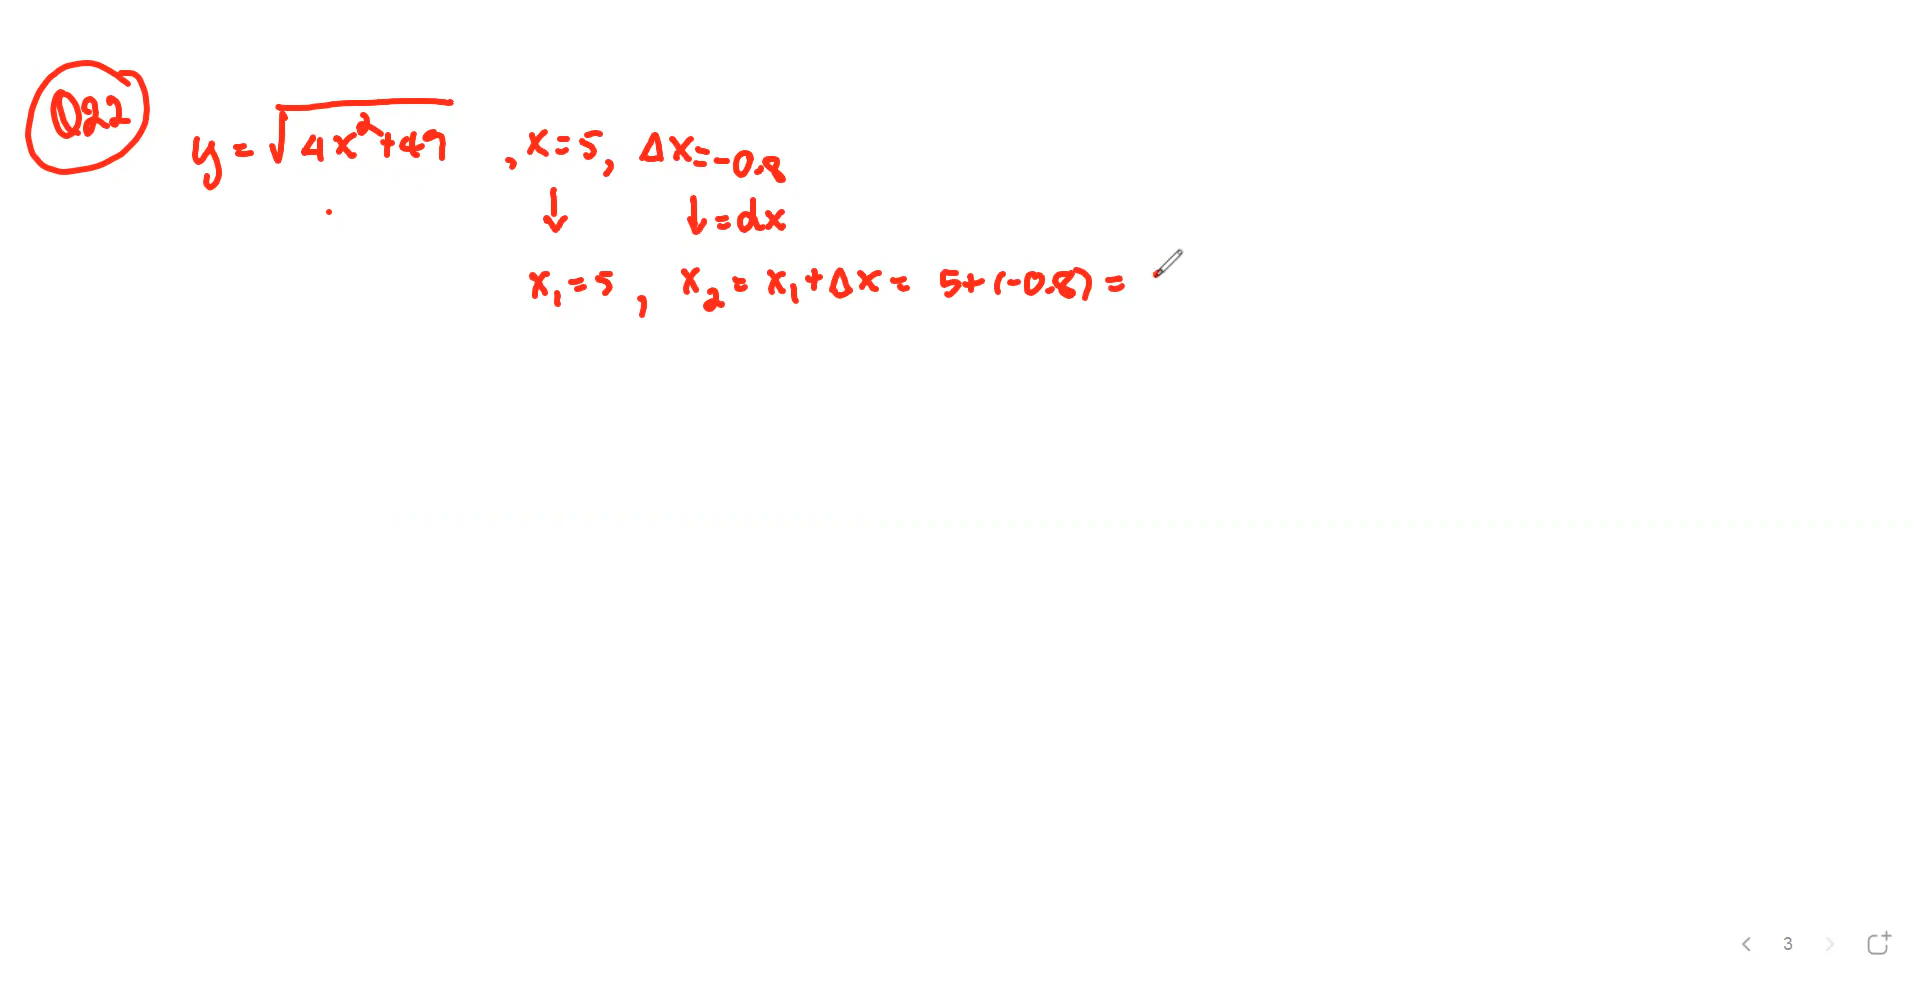 Q22
y = √(4x²+49) , x=5, Δx=-0.8
↓ ↓=dx
x₁=5, x₂ = x₁+Δx = 5+(-0.8) =
3